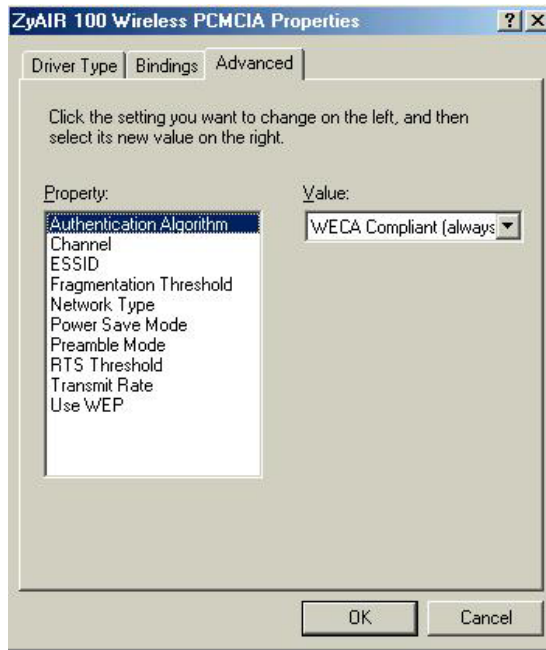 ZyAIR 100 Wireless PCMCIA Properties
Driver Type
Bindings
Advanced
Click the setting you want to change on the left, and then
select its new value on the right.
Property:
Authentication Algorithm
Channel
ESSID
Fragmentation Threshold
Network Type
Power Save Mode
Preamble Mode
RTS Threshold
Transmit Rate
Use WEP
Value:
WECA Compliant (always
OK
Cancel